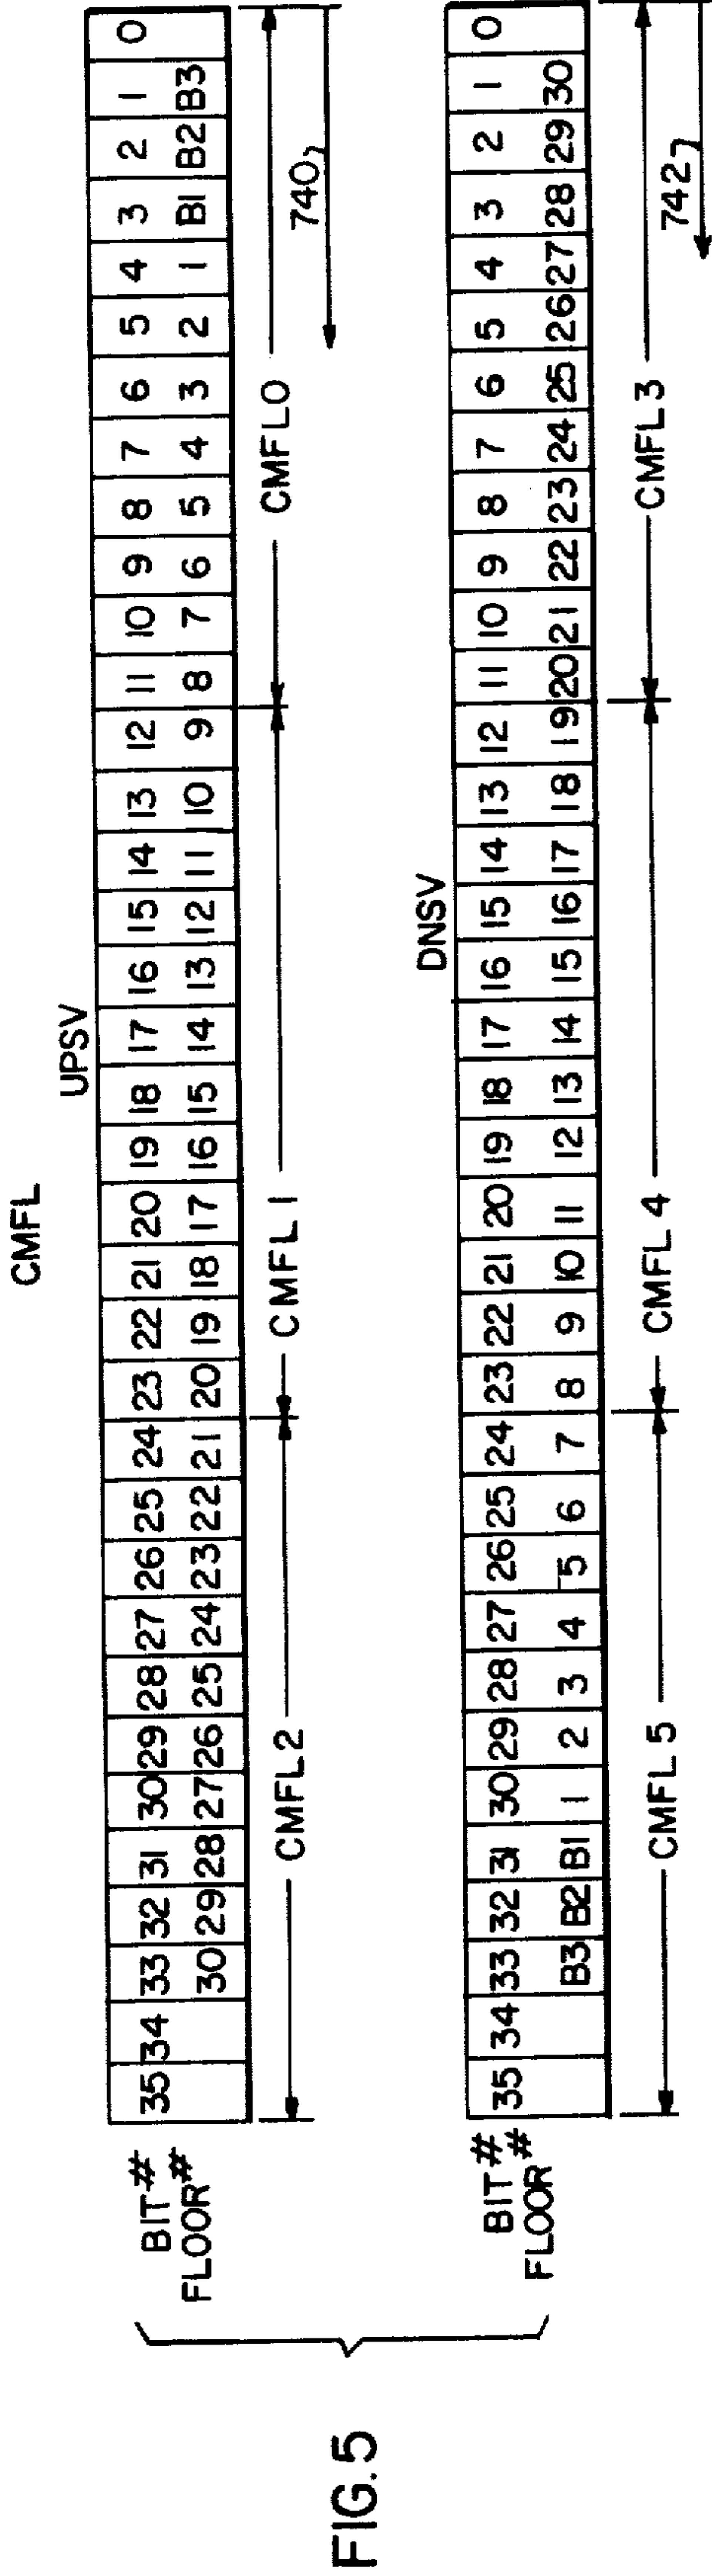 CMFL
UPSV
BIT # 35 34 33 32 31 30 29 28 27 26 25 24 23 22 21 20 19 18 17 16 15 14 13 12 11 10 9 8 7 6 5 4 3 2 1 0
FLOOR # 30 29 28 27 26 25 24 23 22 21 20 19 18 17 16 15 14 13 12 11 10 9 8 7 6 5 4 3 2 1 B1 B2 B3
CMFL2 CMFL1 CMFL0
740
DNSV
BIT # 35 34 33 32 31 30 29 28 27 26 25 24 23 22 21 20 19 18 17 16 15 14 13 12 11 10 9 8 7 6 5 4 3 2 1 0
FLOOR # B3 B2 B1 1 2 3 4 5 6 7 8 9 10 11 12 13 14 15 16 17 18 19 20 21 22 23 24 25 26 27 28 29 30
CMFL 5 CMFL 4 CMFL 3
742
FIG. 5